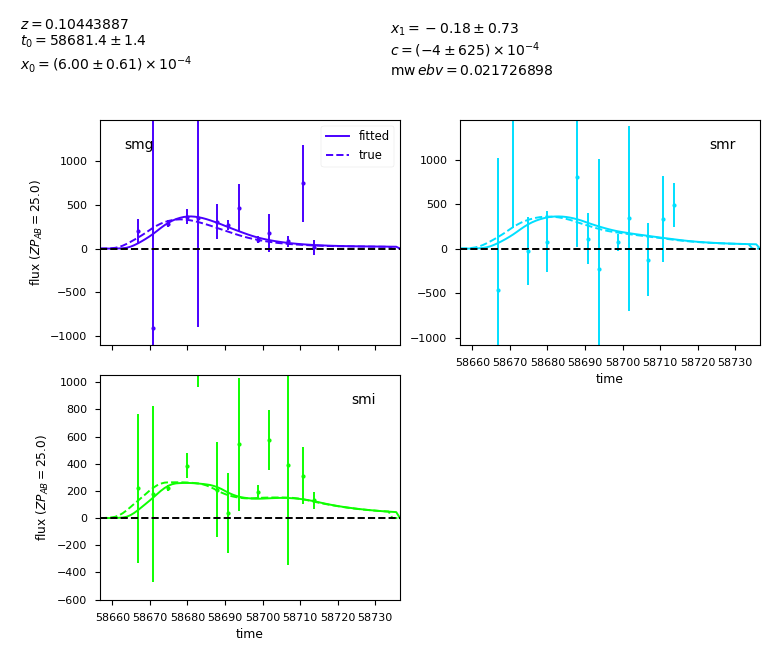 z = 0.10443887
t₀ = 58681.4 ± 1.4
x₀ = (6.00 ± 0.61) × 10⁻⁴
x₁ = −0.18 ± 0.73
c = (−4 ± 625) × 10⁻⁴
mw ebv = 0.021726898
smg
fitted
true
1000
500
0
−500
−1000
flux (ZP_AB = 25.0)
smr
1000
500
0
−500
−1000
58660 58670 58680 58690 58700 58710 58720 58730
time
smi
1000
800
600
400
200
0
−200
−400
−600
flux (ZP_AB = 25.0)
58660 58670 58680 58690 58700 58710 58720 58730
time